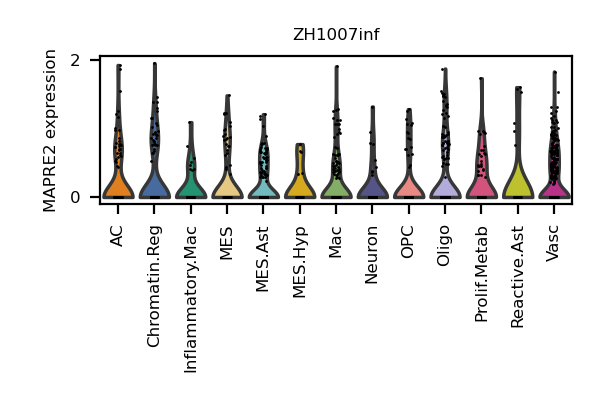 ZH1007inf
MAPRE2 expression
2
0
AC
Chromatin.Reg
Inflammatory.Mac
MES
MES.Ast
MES.Hyp
Mac
Neuron
OPC
Oligo
Prolif.Metab
Reactive.Ast
Vasc